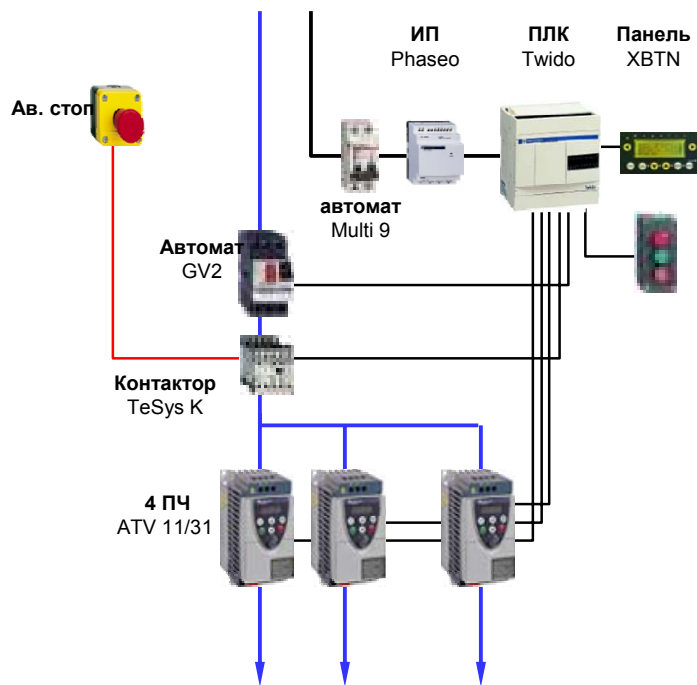 ИП
Phaseo
ПЛК
Twido
Панель
XBTN
Ав. стоп
автомат
Multi 9
Автомат
GV2
Контактор
TeSys K
4 ПЧ
ATV 11/31